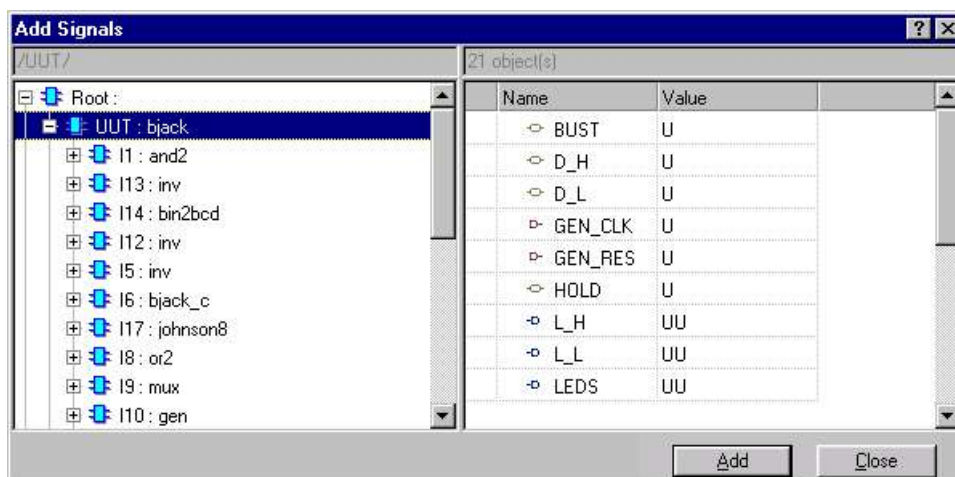 Add Signals
/UUT/
21 object(s)
Root :
UUT : bjack
I1 : and2
I13 : inv
I14 : bin2bcd
I12 : inv
I5 : inv
I6 : bjack_c
I17 : johnson8
I8 : or2
I9 : mux
I10 : gen
Name Value
BUST U
D_H U
D_L U
GEN_CLK U
GEN_RES U
HOLD U
L_H UU
L_L UU
LEDS UU
Add Close